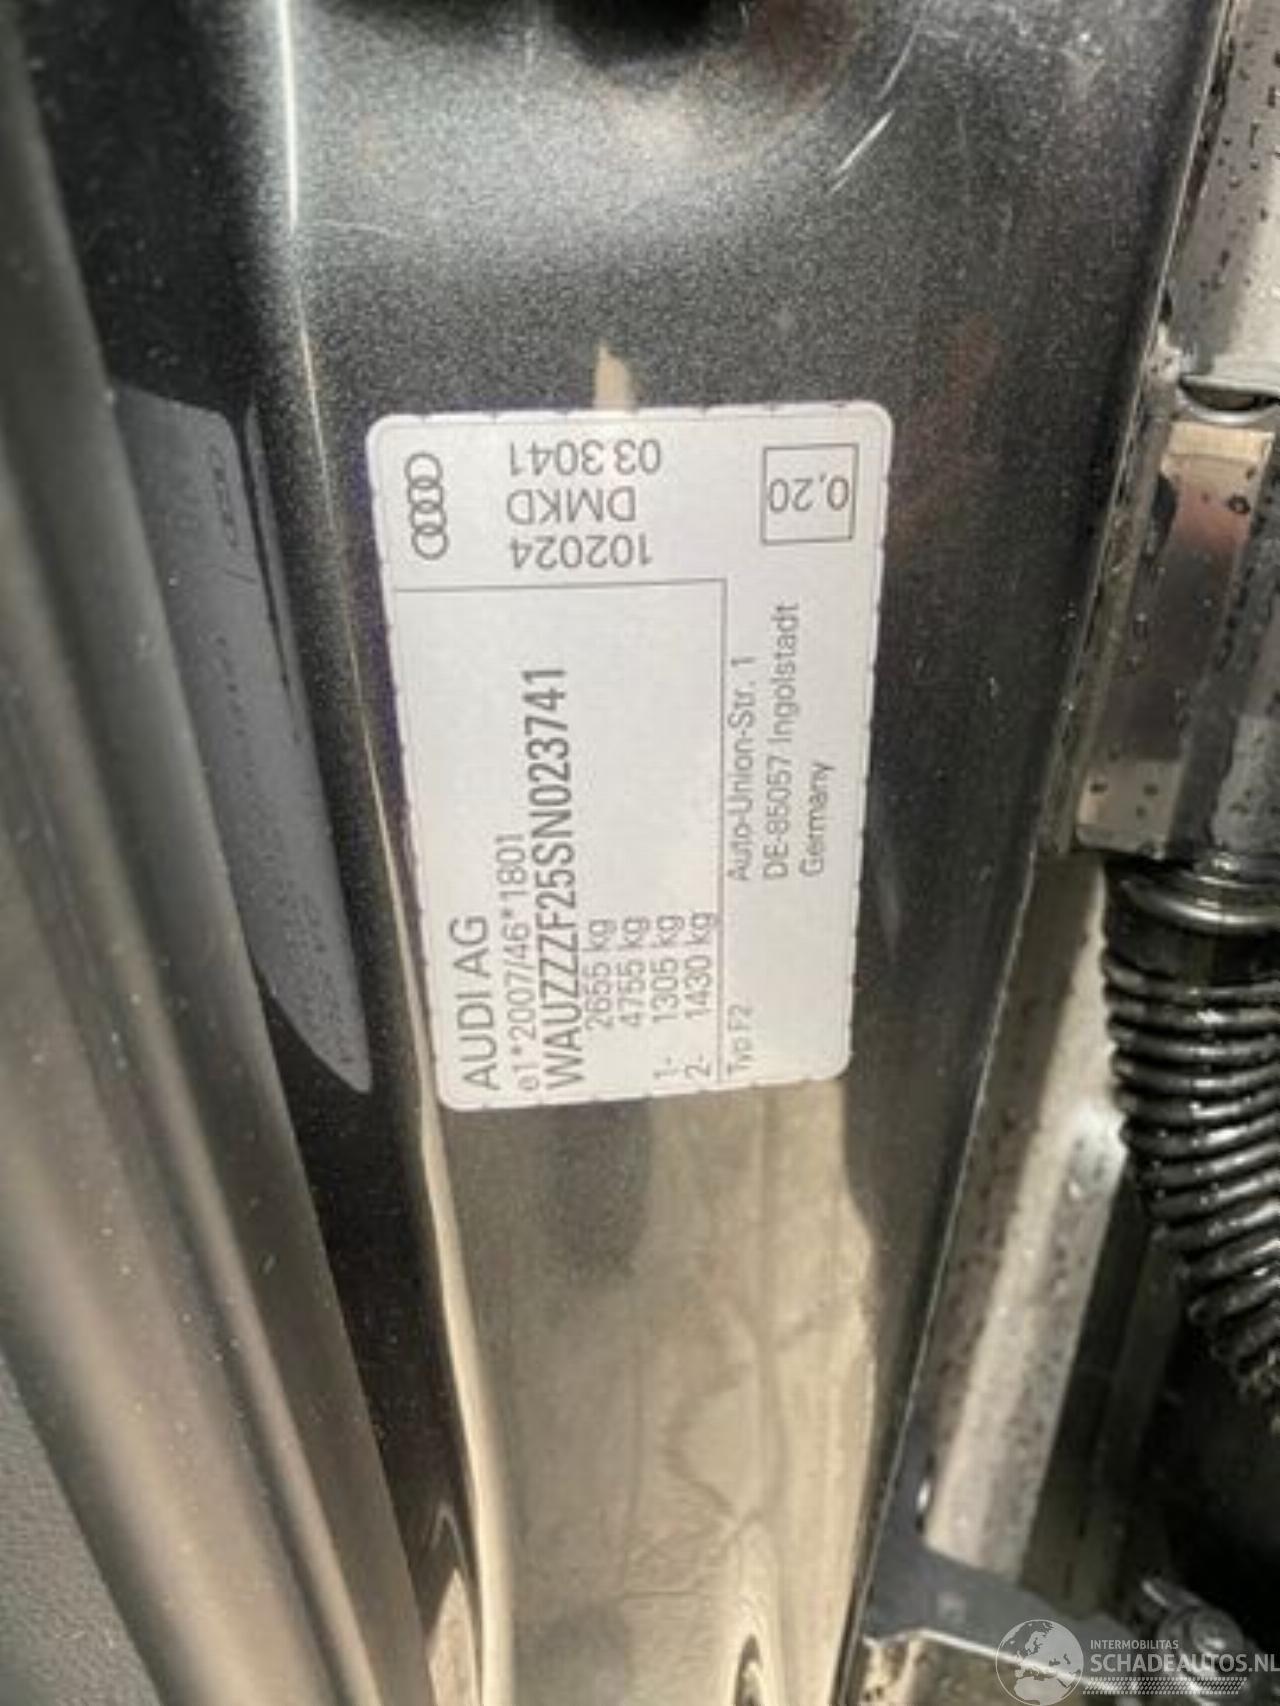 AUDI AG
e1*2007/46*1801
WAUZZZF25SN023741
2655 kg
4755 kg
1- 1305 kg
2- 1430 kg
Typ F2
Auto-Union-Str. 1
DE-85057 Ingolstadt
Germany
102024
DMKD
03 3041
0,20
INTERMOBILITAS
SCHADEAUTOS.NL